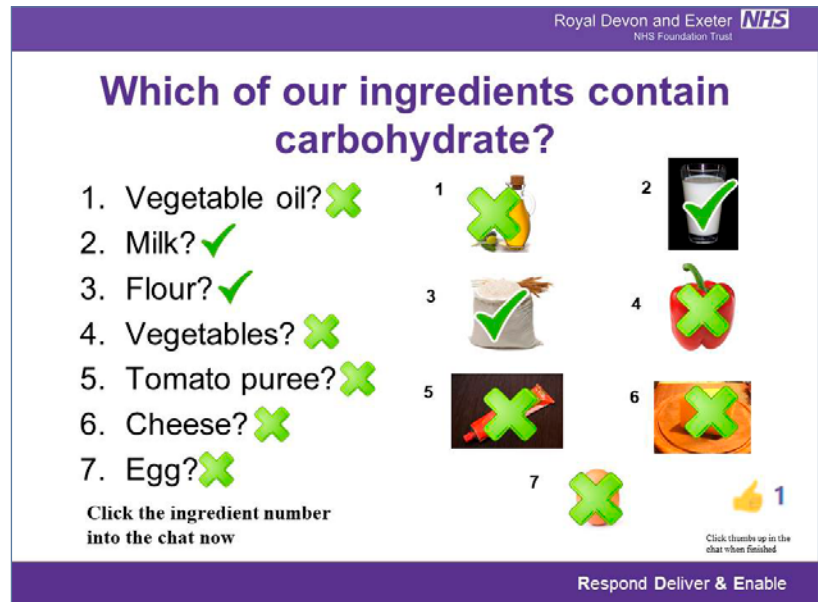 Royal Devon and Exeter NHS
NHS Foundation Trust
Which of our ingredients contain
carbohydrate?
1. Vegetable oil?
2. Milk?
3. Flour?
4. Vegetables?
5. Tomato puree?
6. Cheese?
7. Egg?
Click the ingredient number
into the chat now
1
2
3
4
5
6
7
1
Click thumbs up in the
chat when finished
Respond Deliver & Enable